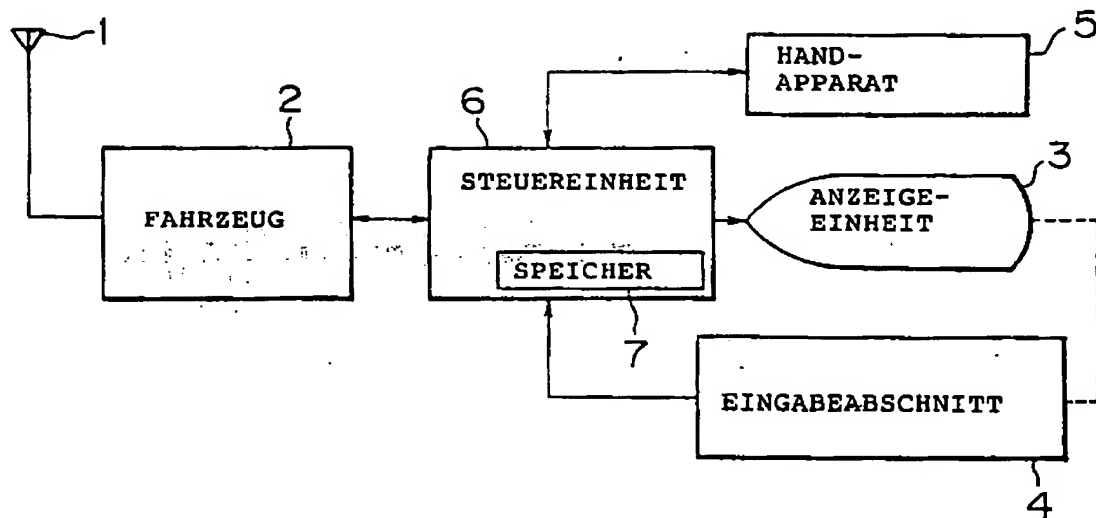 1
2
FAHRZEUG
6
STEUEREINHEIT
SPEICHER
7
5
HAND-
APPARAT
3
ANZEIGE-
EINHEIT
EINGABEABSCHNITT
4